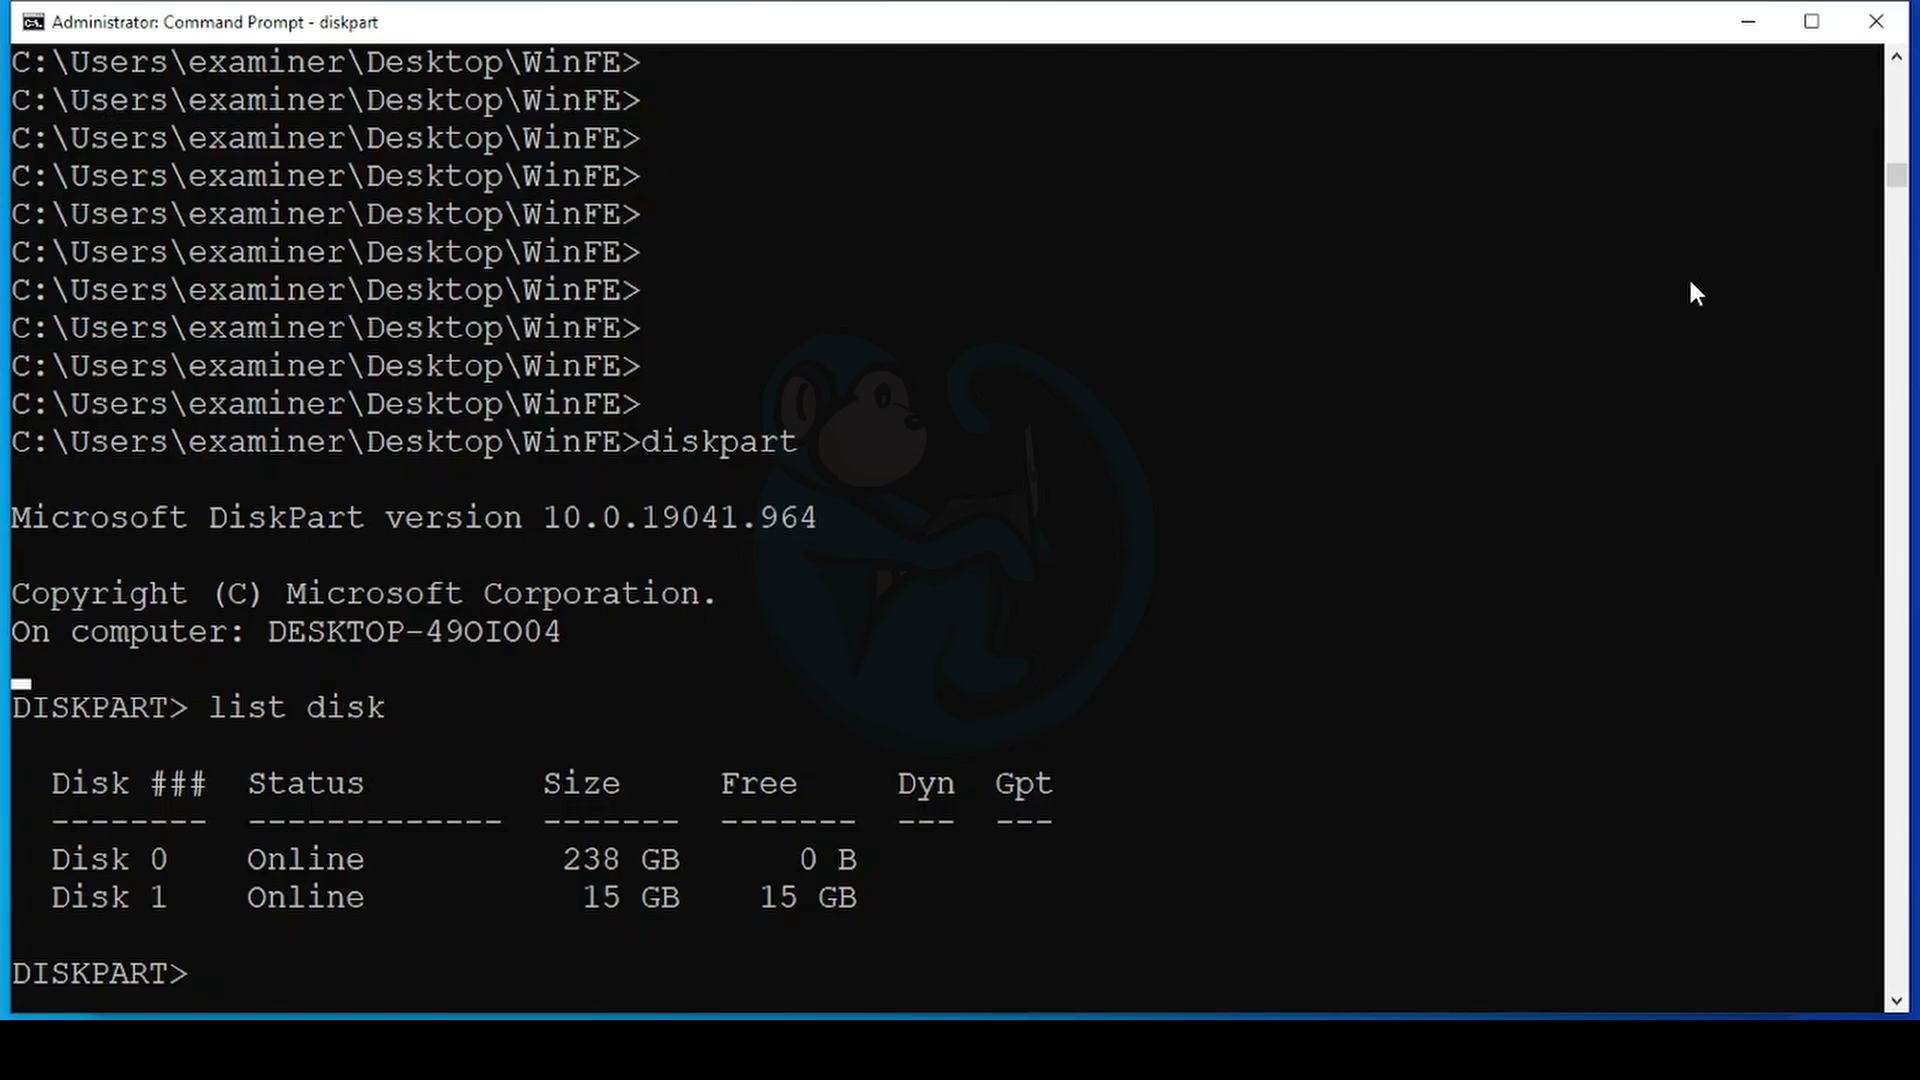 Administrator: Command Prompt - diskpart
C:\Users\examiner\Desktop\WinFE>
C:\Users\examiner\Desktop\WinFE>
C:\Users\examiner\Desktop\WinFE>
C:\Users\examiner\Desktop\WinFE>
C:\Users\examiner\Desktop\WinFE>
C:\Users\examiner\Desktop\WinFE>
C:\Users\examiner\Desktop\WinFE>
C:\Users\examiner\Desktop\WinFE>
C:\Users\examiner\Desktop\WinFE>
C:\Users\examiner\Desktop\WinFE>
C:\Users\examiner\Desktop\WinFE>diskpart
Microsoft DiskPart version 10.0.19041.964
Copyright (C) Microsoft Corporation.
On computer: DESKTOP-49OIO04
DISKPART> list disk
Disk ###  Status         Size     Free     Dyn  Gpt
--------  -------------  -------  -------  ---  ---
Disk 0    Online          238 GB      0 B
Disk 1    Online           15 GB    15 GB
DISKPART>